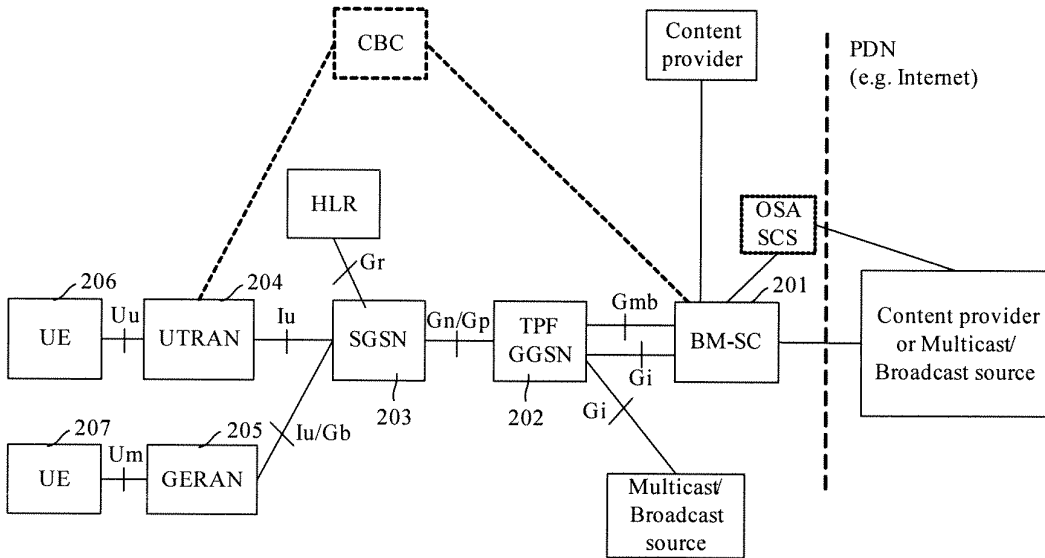 CBC
Content
provider
PDN
(e.g. Internet)
HLR
OSA
SCS
Gr
206
204
201
Uu
Iu
Gn/Gp
Gmb
UE
UTRAN
SGSN
TPF
GGSN
BM-SC
Content provider
or Multicast/
Broadcast source
Gi
203
202
Gi
207
205
Iu/Gb
Um
UE
GERAN
Multicast/
Broadcast
source